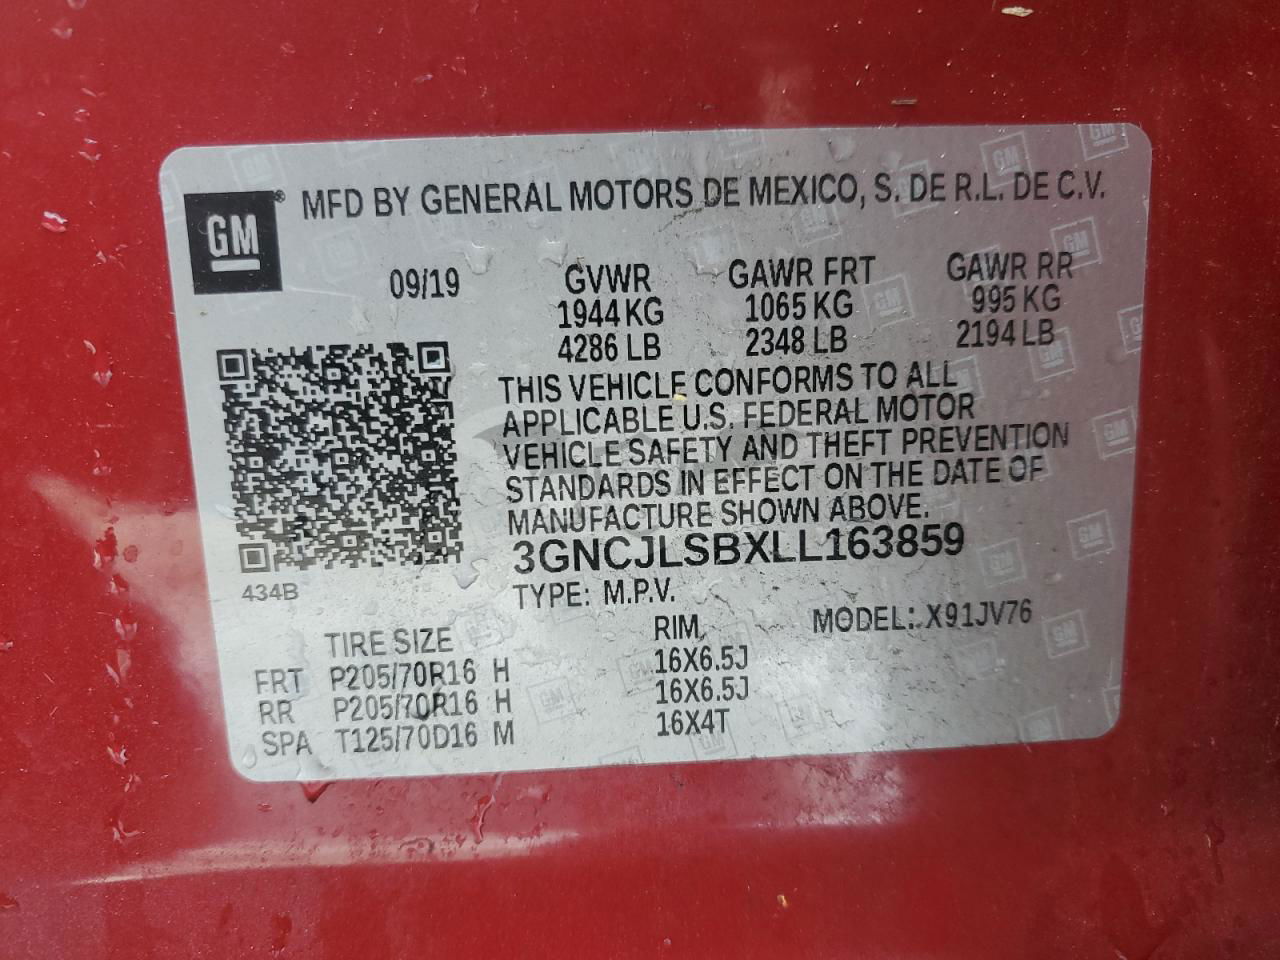 GM® MFD BY GENERAL MOTORS DE MEXICO, S. DE R.L. DE C.V.
09/19 GVWR GAWR FRT GAWR RR
1944 KG 1065 KG 995 KG
4286 LB 2348 LB 2194 LB
THIS VEHICLE CONFORMS TO ALL
APPLICABLE U.S. FEDERAL MOTOR
VEHICLE SAFETY AND THEFT PREVENTION
STANDARDS IN EFFECT ON THE DATE OF
MANUFACTURE SHOWN ABOVE.
3GNCJLSBXLL163859
434B
TYPE: M.P.V.
MODEL: X91JV76
TIRE SIZE RIM
FRT P205/70R16 H 16X6.5J
RR P205/70R16 H 16X6.5J
SPA T125/70D16 M 16X4T